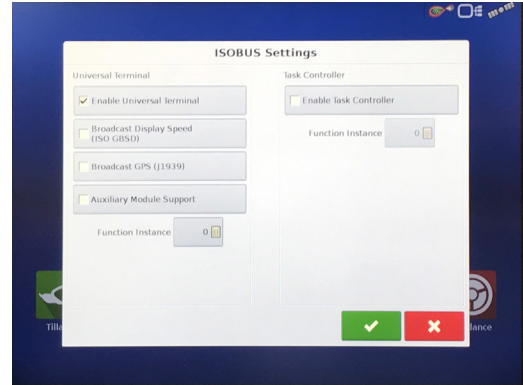 ISOBUS Settings
Universal Terminal
Enable Universal Terminal
Broadcast Display Speed
(ISO GBSD)
Broadcast GPS (J1939)
Auxiliary Module Support
Function Instance 0
Task Controller
Enable Task Controller
Function Instance 0
Tilla
lance